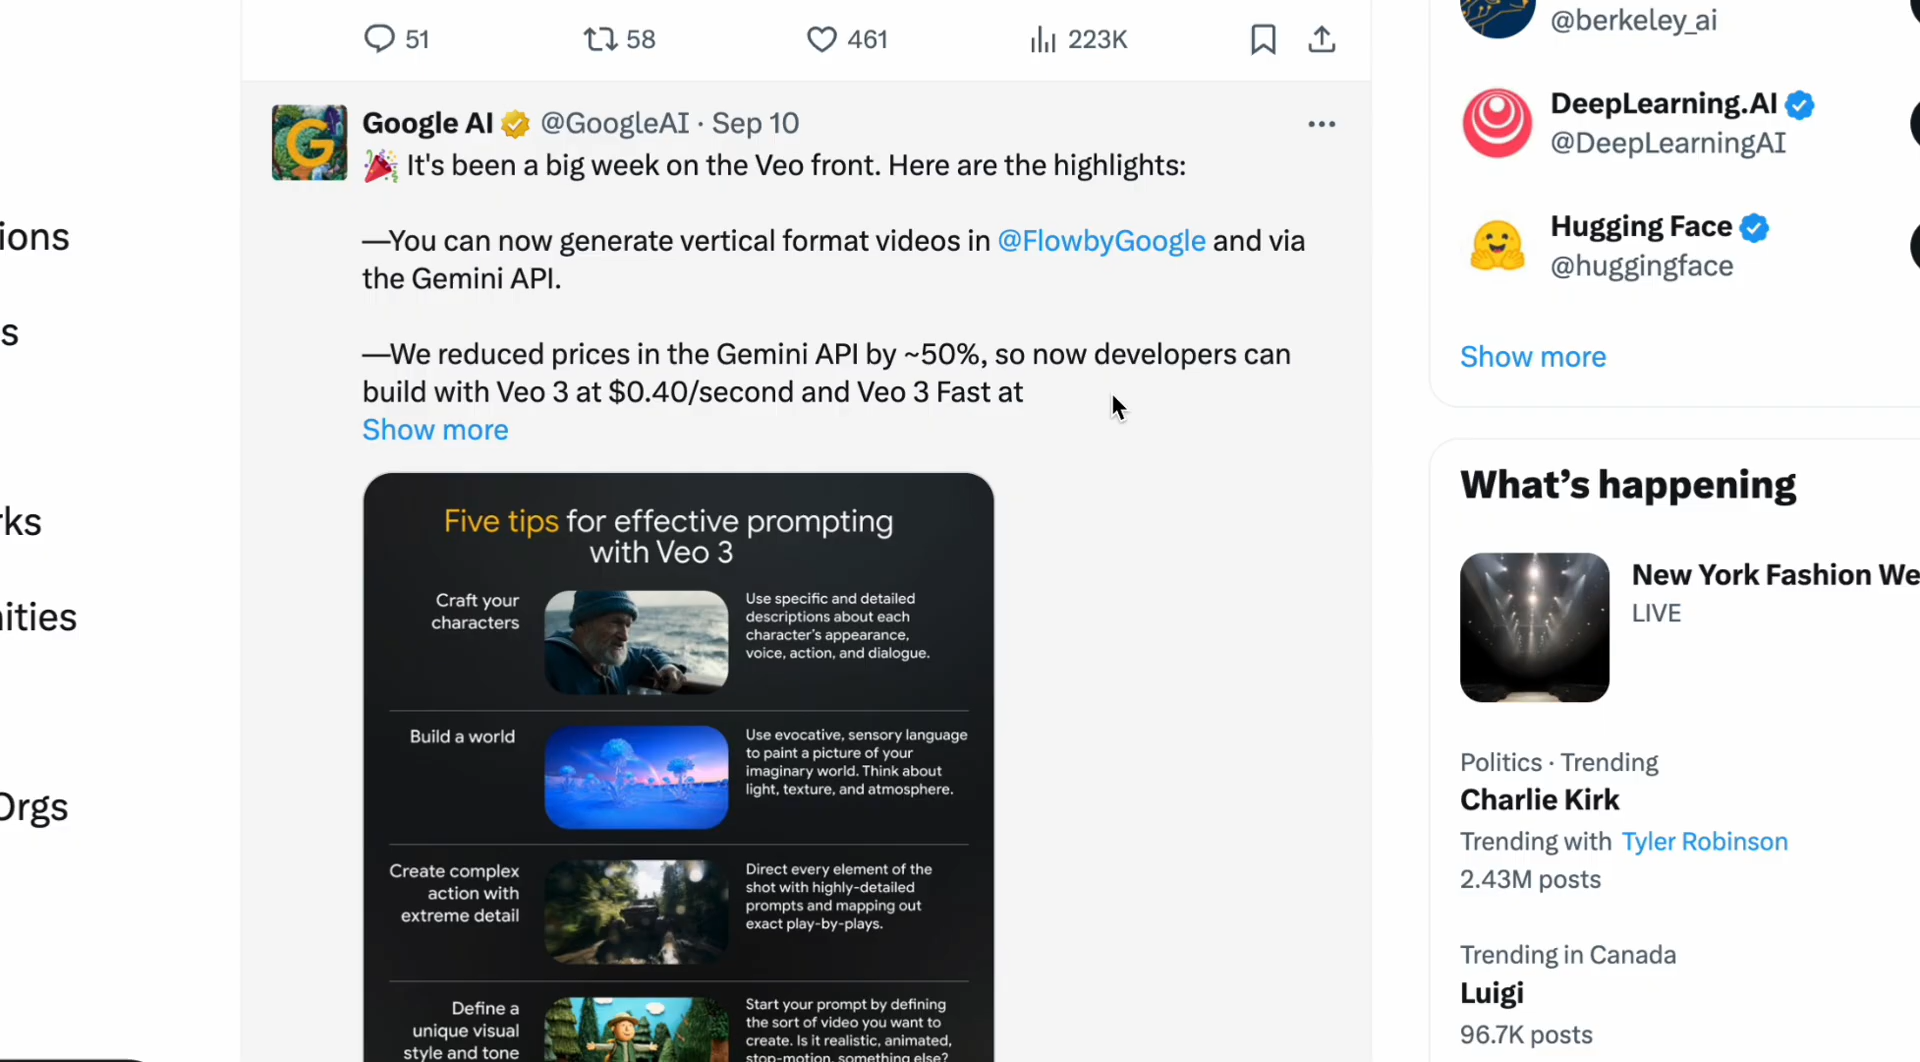 51 58 461 223K
Google AI @GoogleAI · Sep 10
🎉 It's been a big week on the Veo front. Here are the highlights:
—You can now generate vertical format videos in @FlowbyGoogle and via
the Gemini API.
—We reduced prices in the Gemini API by ~50%, so now developers can
build with Veo 3 at $0.40/second and Veo 3 Fast at
Show more
Five tips for effective prompting
with Veo 3
Craft your
characters
Use specific and detailed
descriptions about each
character's appearance,
voice, action, and dialogue.
Build a world
Use evocative, sensory language
to paint a picture of your
imaginary world. Think about
light, texture, and atmosphere.
Create complex
action with
extreme detail
Direct every element of the
shot with highly-detailed
prompts and mapping out
exact play-by-plays.
Define a
unique visual
style and tone
Start your prompt by defining
the sort of video you want to
create. Is it realistic, animated,
stop-motion, something else?
ions
s
rks
ities
Orgs
@berkeley_ai
DeepLearning.AI
@DeepLearningAI
Hugging Face
@huggingface
Show more
What's happening
New York Fashion We
LIVE
Politics · Trending
Charlie Kirk
Trending with Tyler Robinson
2.43M posts
Trending in Canada
Luigi
96.7K posts